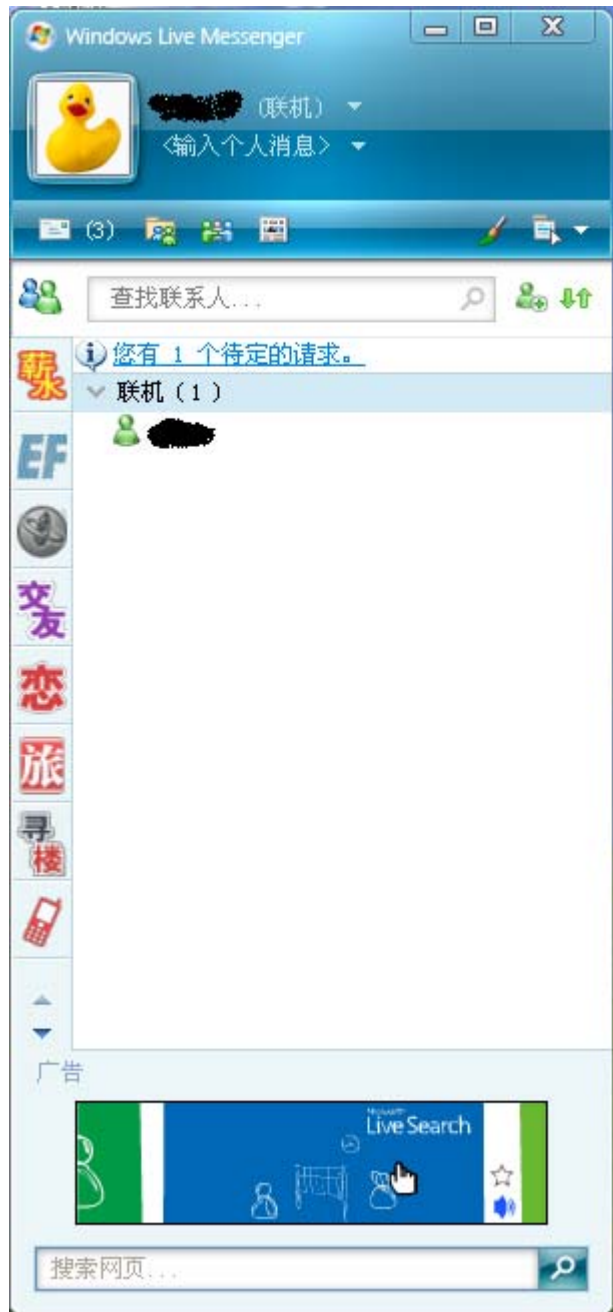 Windows Live Messenger
(联机)
<输入个人消息>
(3)
查找联系人...
薪水
您有 1 个待定的请求。
联机（1）
EF
交友
恋
旅
寻楼
广告
Live Search
搜索网页...